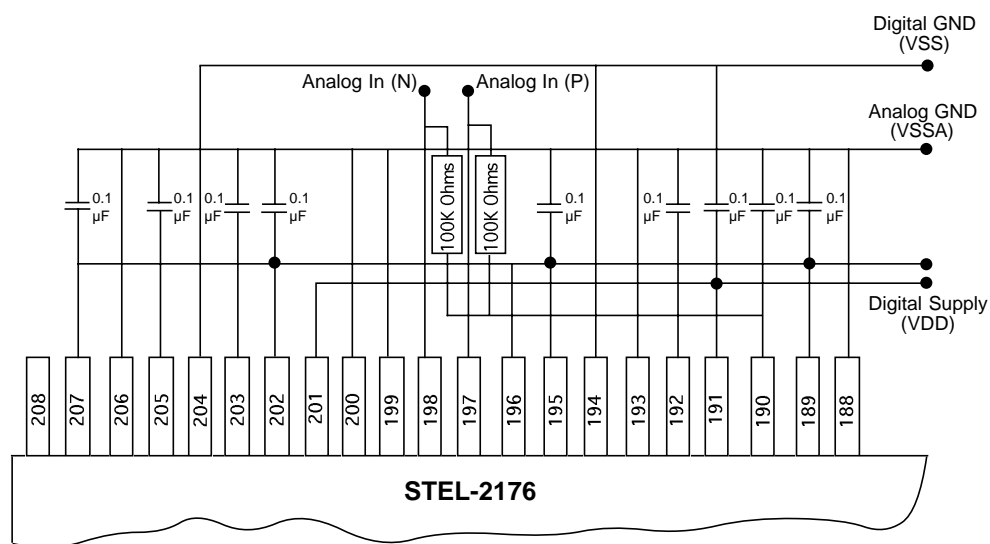 Digital GND
(VSS)
Analog In (N)
Analog In (P)
Analog GND
(VSSA)
0.1
µF
0.1
µF
0.1
µF
0.1
µF
100K Ohms
100K Ohms
0.1
µF
0.1
µF
0.1
µF
0.1
µF
0.1
µF
Digital Supply
(VDD)
208
207
206
205
204
203
202
201
200
199
198
197
196
195
194
193
192
191
190
189
188
STEL-2176